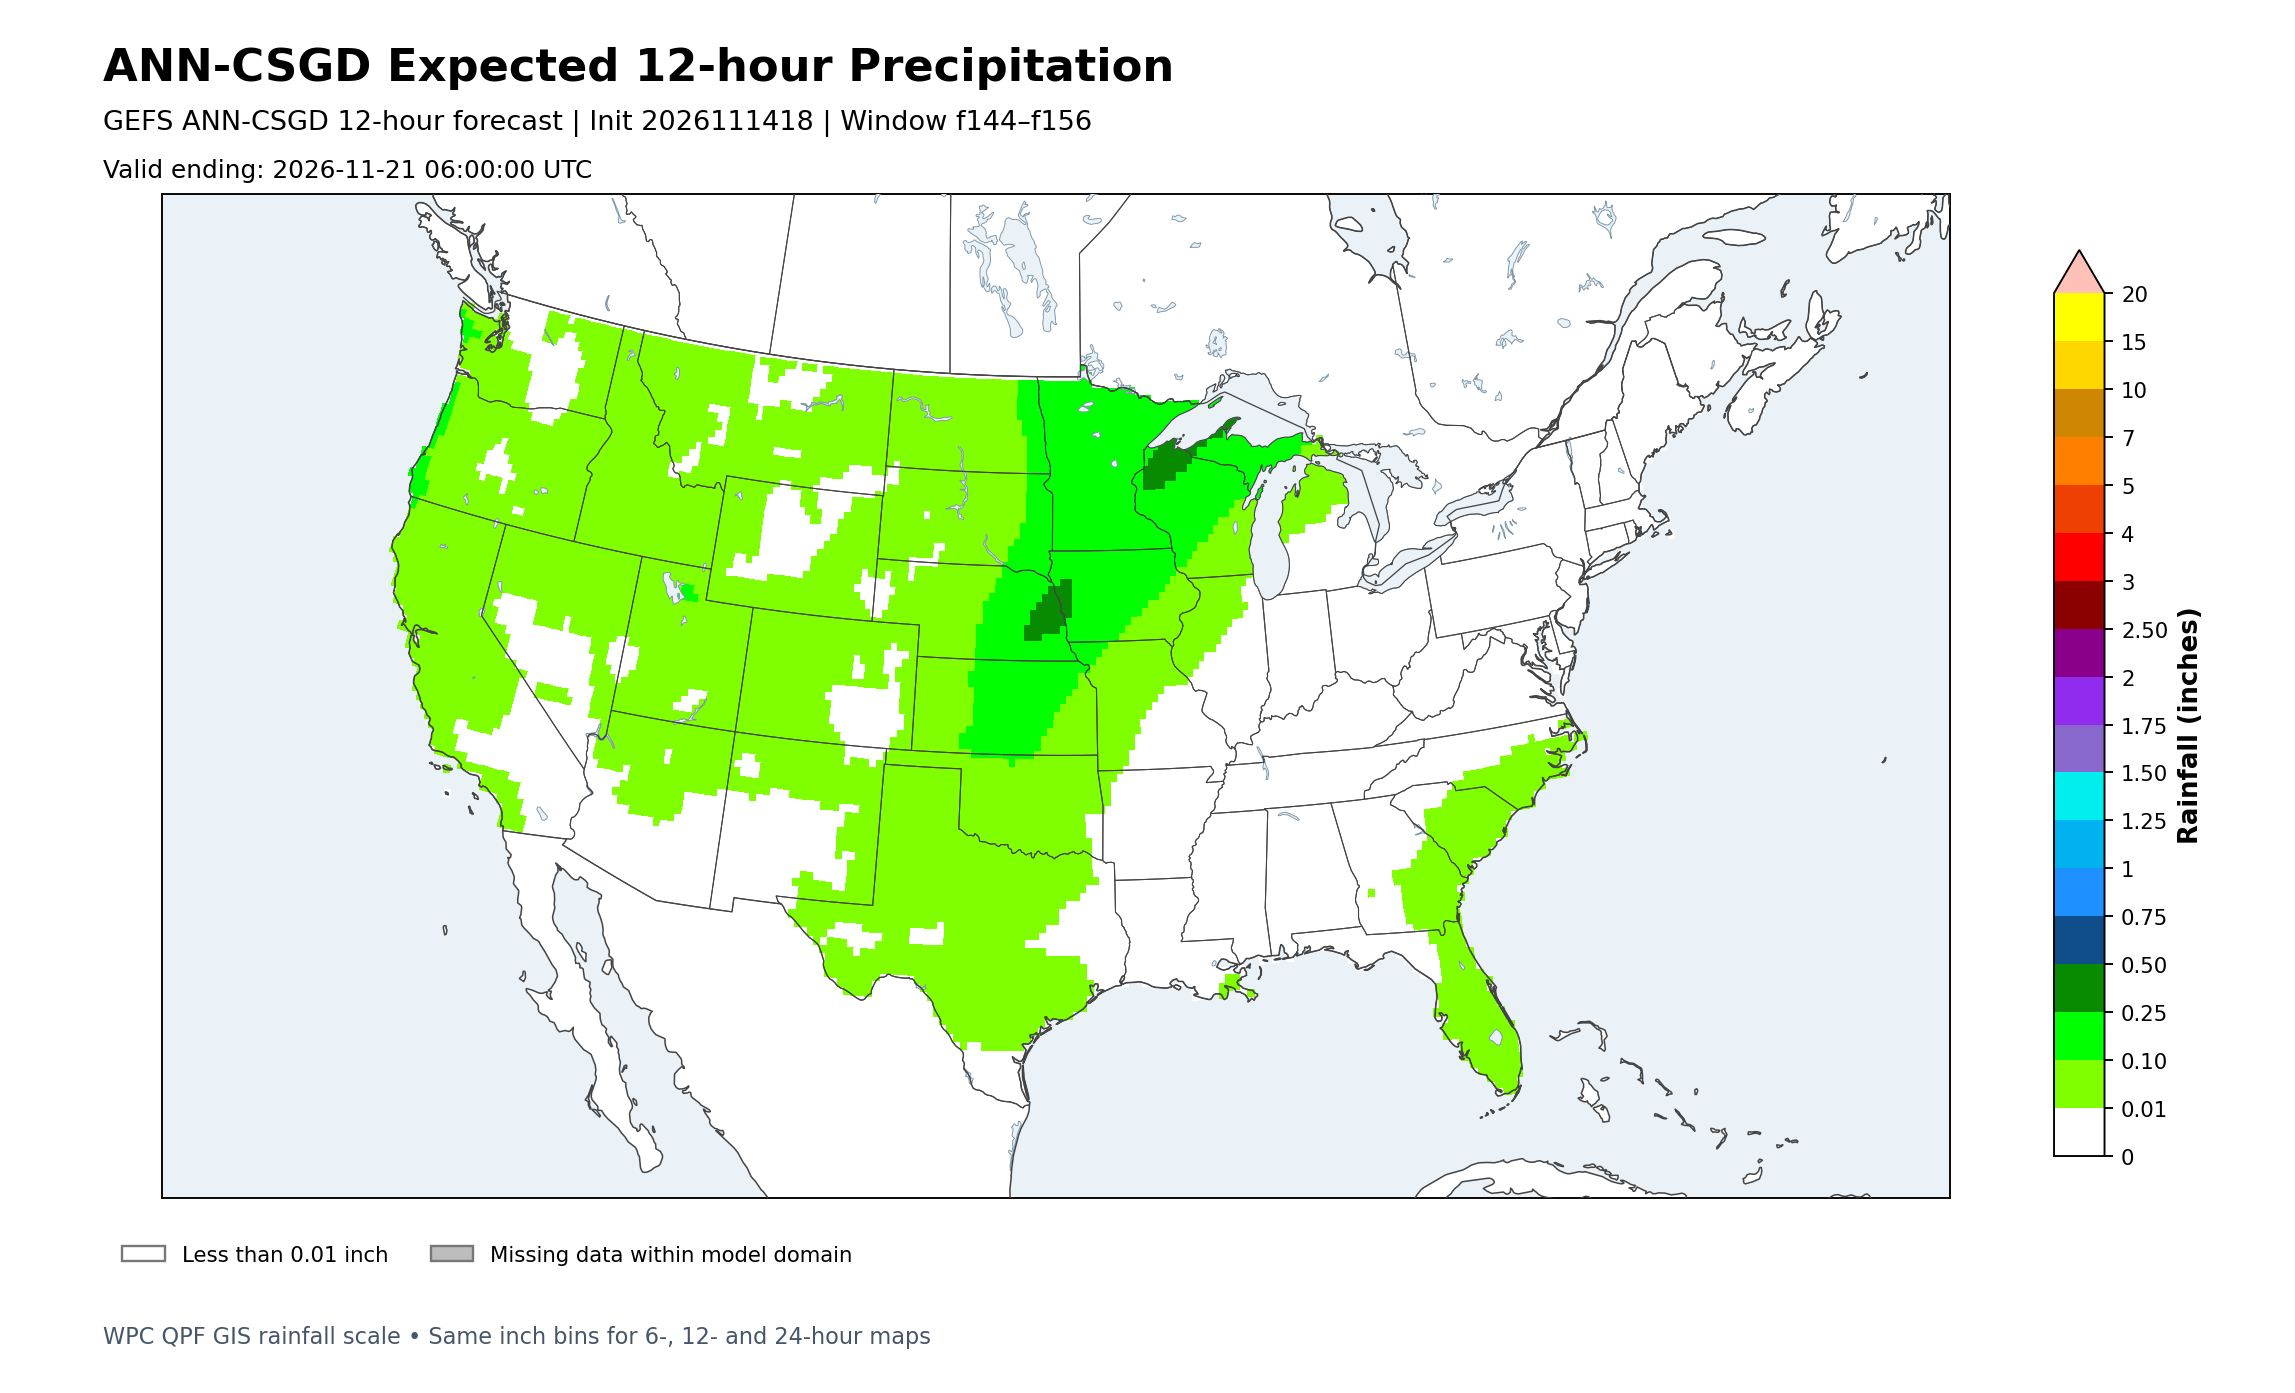 ANN-CSGD Expected 12-hour Precipitation
GEFS ANN-CSGD 12-hour forecast | Init 2026111418 | Window f144–f156
Valid ending: 2026-11-21 06:00:00 UTC
20
15
10
7
5
4
3
2.50
2
1.75
1.50
1.25
1
0.75
0.50
0.25
0.10
0.01
0
Rainfall (inches)
Less than 0.01 inch
Missing data within model domain
WPC QPF GIS rainfall scale • Same inch bins for 6-, 12- and 24-hour maps